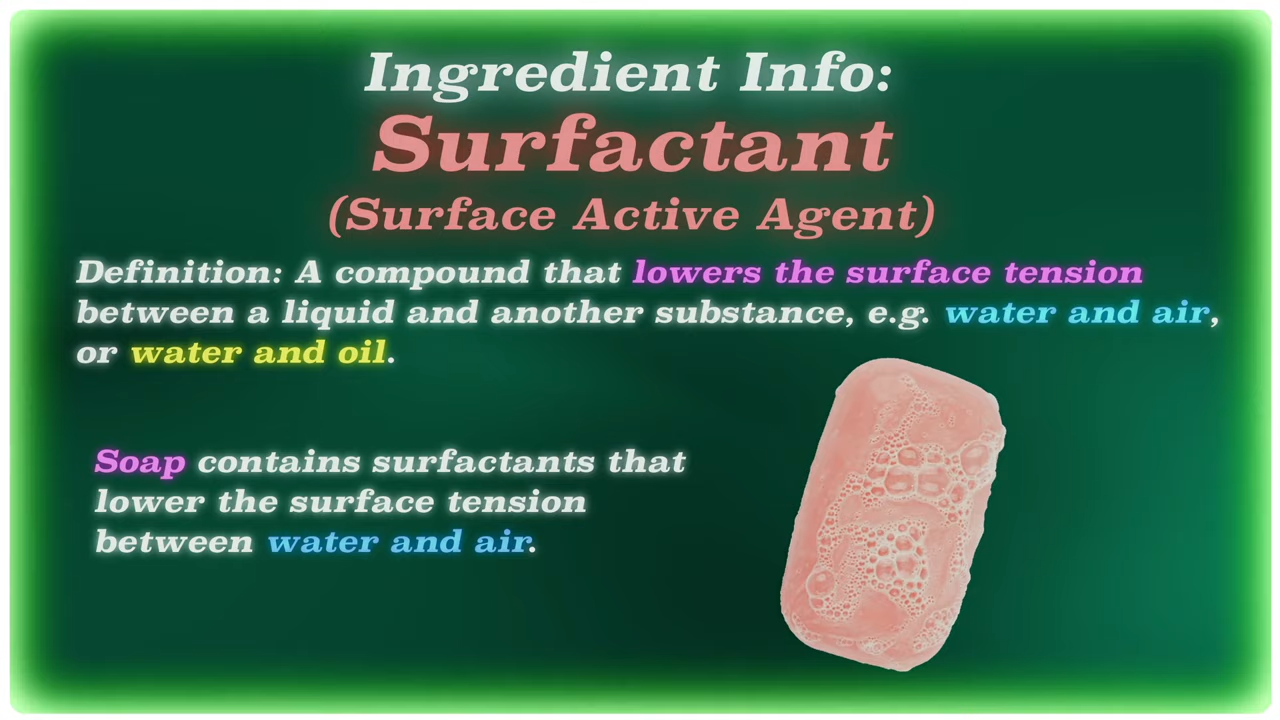 Ingredient Info:
Surfactant
(Surface Active Agent)
Definition: A compound that lowers the surface tension
between a liquid and another substance, e.g. water and air,
or water and oil.
Soap contains surfactants that
lower the surface tension
between water and air.